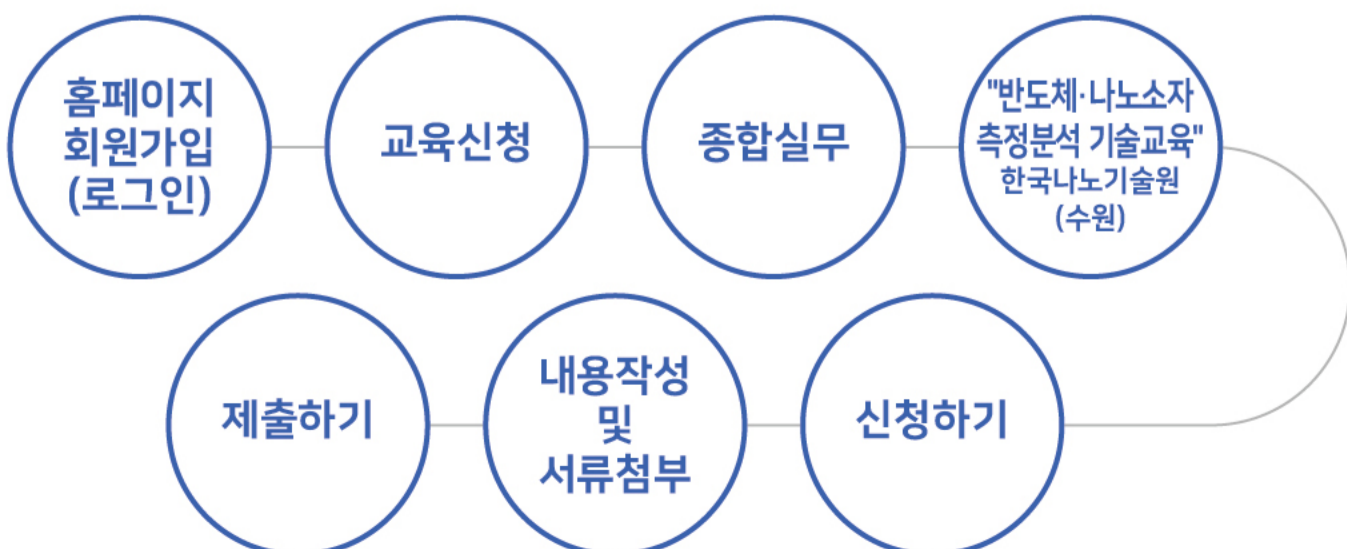 홈페이지
회원가입
(로그인)
교육신청
종합실무
"반도체·나노소자
측정분석 기술교육"
한국나노기술원
(수원)
신청하기
내용작성
및
서류첨부
제출하기